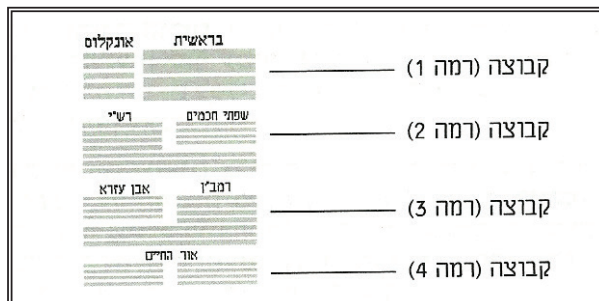 בראשית אונקלוס
קבוצה (רמה 1)
שפתי חכמים רש"י
קבוצה (רמה 2)
רמב"ן אבן עזרא
קבוצה (רמה 3)
אור החיים
קבוצה (רמה 4)